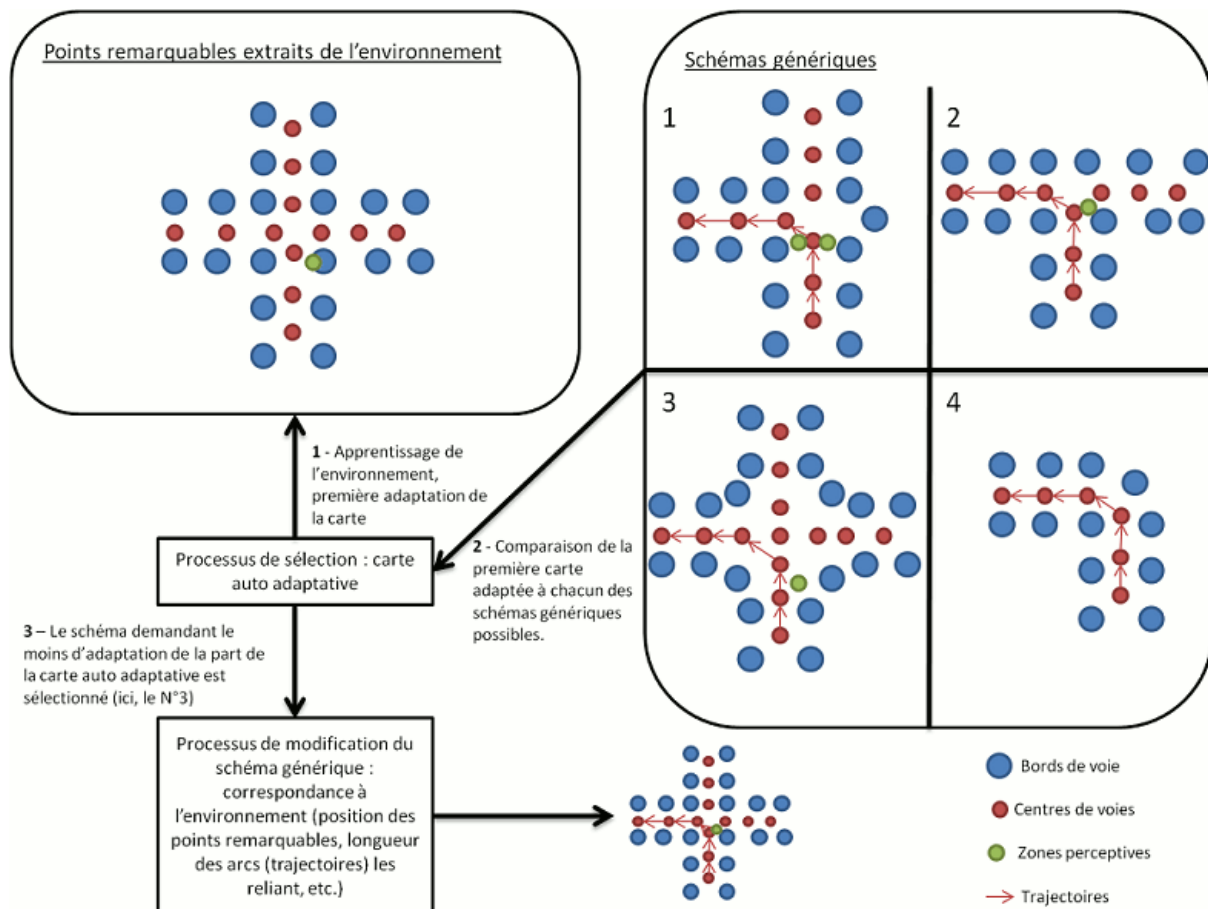 Points remarquables extraits de l'environnement
Schémas génériques
1
2
3
4
1 - Apprentissage de
l'environnement,
première adaptation de
la carte
Processus de sélection : carte
auto adaptative
2 - Comparaison de la
première carte
adaptée à chacun des
schémas génériques
possibles.
3 – Le schéma demandant le
moins d'adaptation de la part de
la carte auto adaptative est
sélectionné (ici, le N°3)
Processus de modification du
schéma générique :
correspondance à
l'environnement (position des
points remarquables, longueur
des arcs (trajectoires) les
reliant, etc.)
Bords de voie
Centres de voies
Zones perceptives
Trajectoires